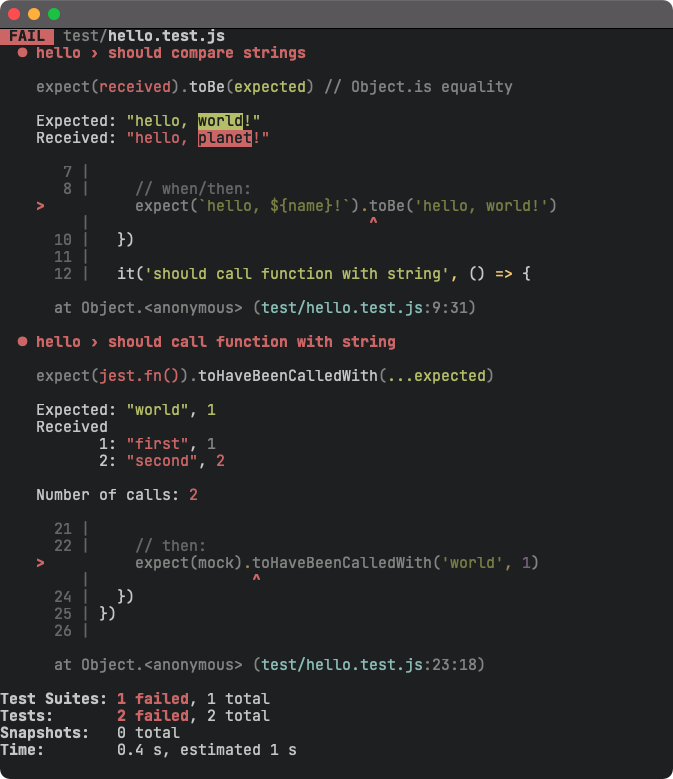 FAIL test/hello.test.js
● hello › should compare strings
expect(received).toBe(expected) // Object.is equality
Expected: "hello, world!"
Received: "hello, planet!"
7 |
8 |     // when/then:
>         expect(`hello, ${name}!`).toBe('hello, world!')
|                               ^
10 |   })
11 |
12 |   it('should call function with string', () => {
at Object.<anonymous> (test/hello.test.js:9:31)
● hello › should call function with string
expect(jest.fn()).toHaveBeenCalledWith(...expected)
Expected: "world", 1
Received
1: "first", 1
2: "second", 2
Number of calls: 2
21 |
22 |     // then:
>         expect(mock).toHaveBeenCalledWith('world', 1)
|                  ^
24 |   })
25 | })
26 |
at Object.<anonymous> (test/hello.test.js:23:18)
Test Suites: 1 failed, 1 total
Tests:       2 failed, 2 total
Snapshots:   0 total
Time:        0.4 s, estimated 1 s